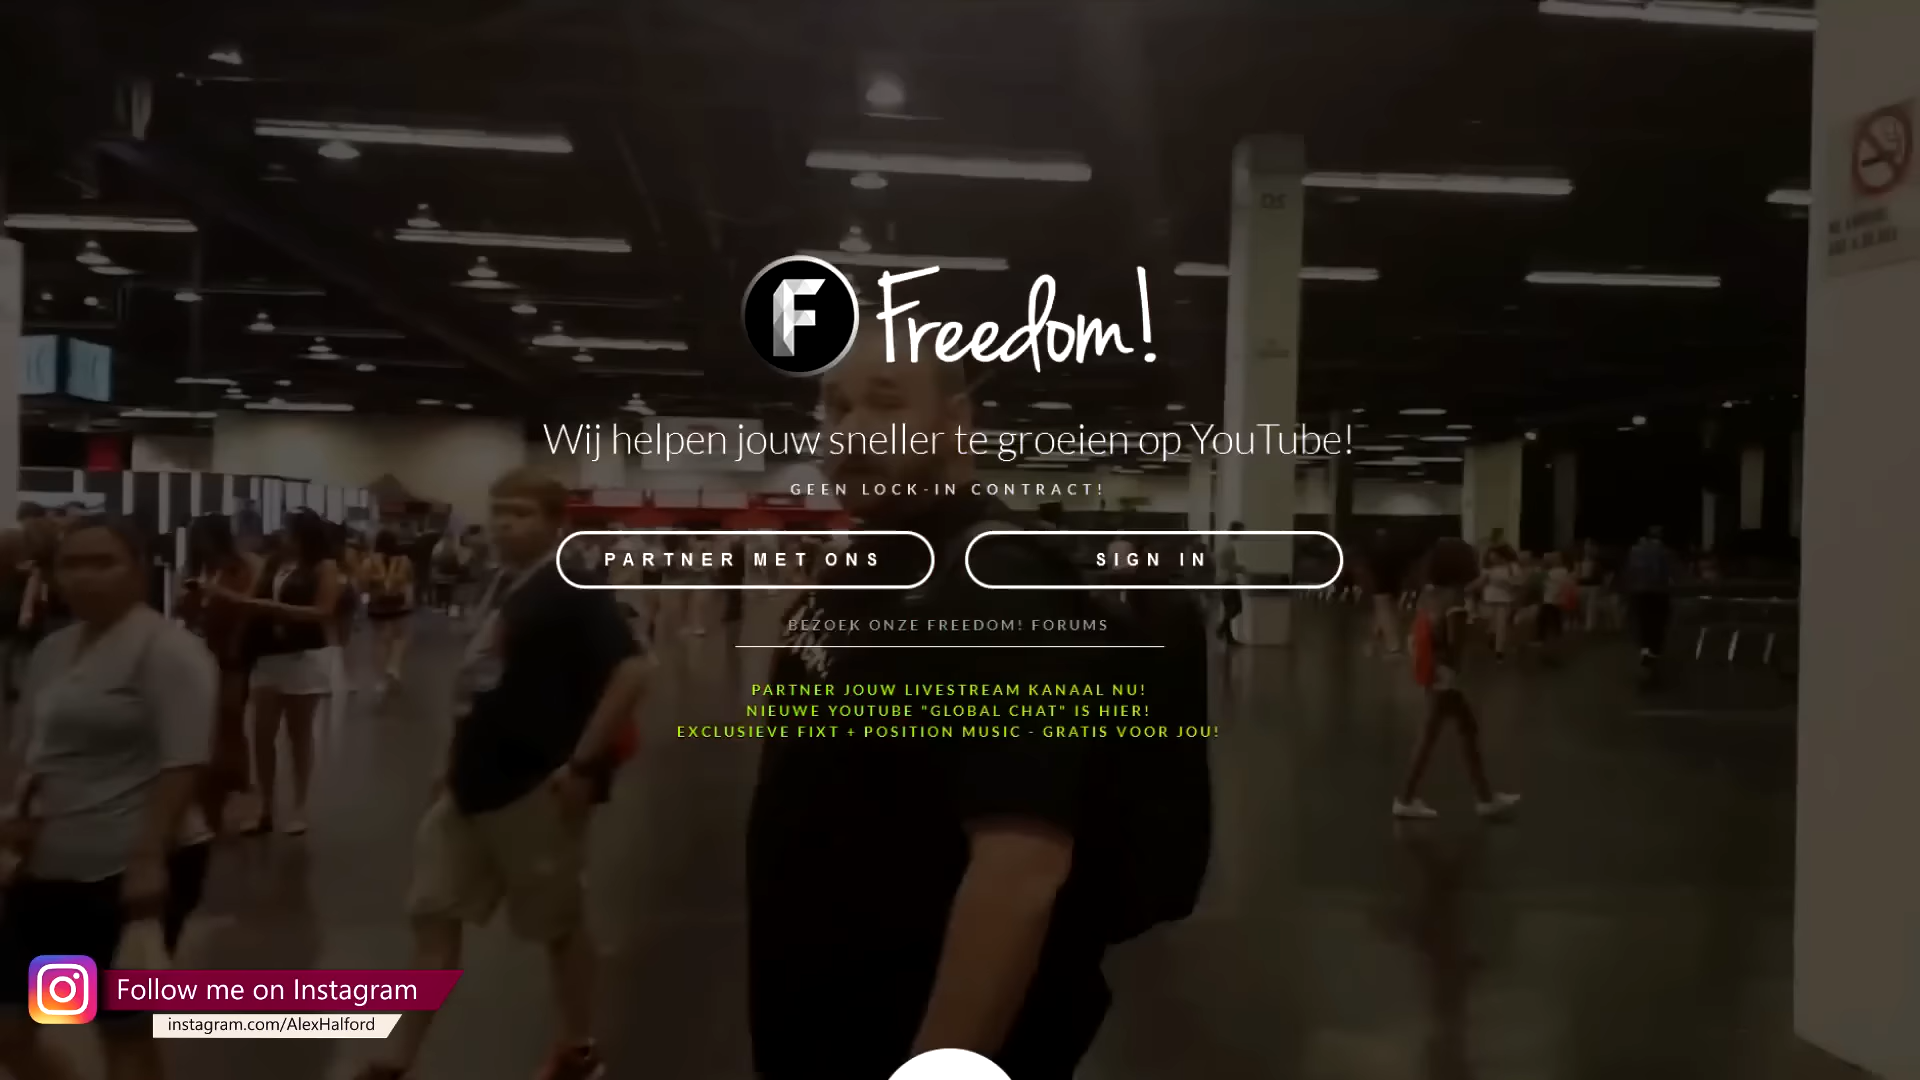 F Freedom!
Wij helpen jouw sneller te groeien op YouTube!
GEEN LOCK-IN CONTRACT!
PARTNER MET ONS
SIGN IN
BEZOEK ONZE FREEDOM! FORUMS
PARTNER JOUW LIVESTREAM KANAAL NU!
NIEUWE YOUTUBE "GLOBAL CHAT" IS HIER!
EXCLUSIEVE FIXT + POSITION MUSIC - GRATIS VOOR JOU!
Follow me on Instagram
instagram.com/AlexHalford